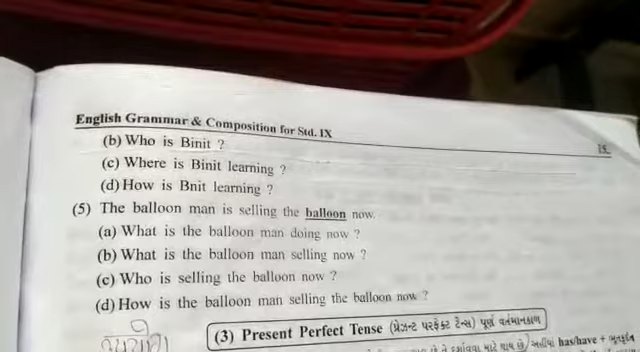 English Grammar & Composition for Std. IX
(b) Who is Binit ?
(c) Where is Binit learning ?
(d) How is Bnit learning ?
(5) The balloon man is selling the balloon now.
(a) What is the balloon man doing now ?
(b) What is the balloon man selling now ?
(c) Who is selling the balloon now ?
(d) How is the balloon man selling the balloon now ?
(3) Present Perfect Tense (પ્રેઝન્ટ પરફેક્ટ ટેન્સ) પૂર્ણ વર્તમાનકાળ
માટે થાય છે. has/have +